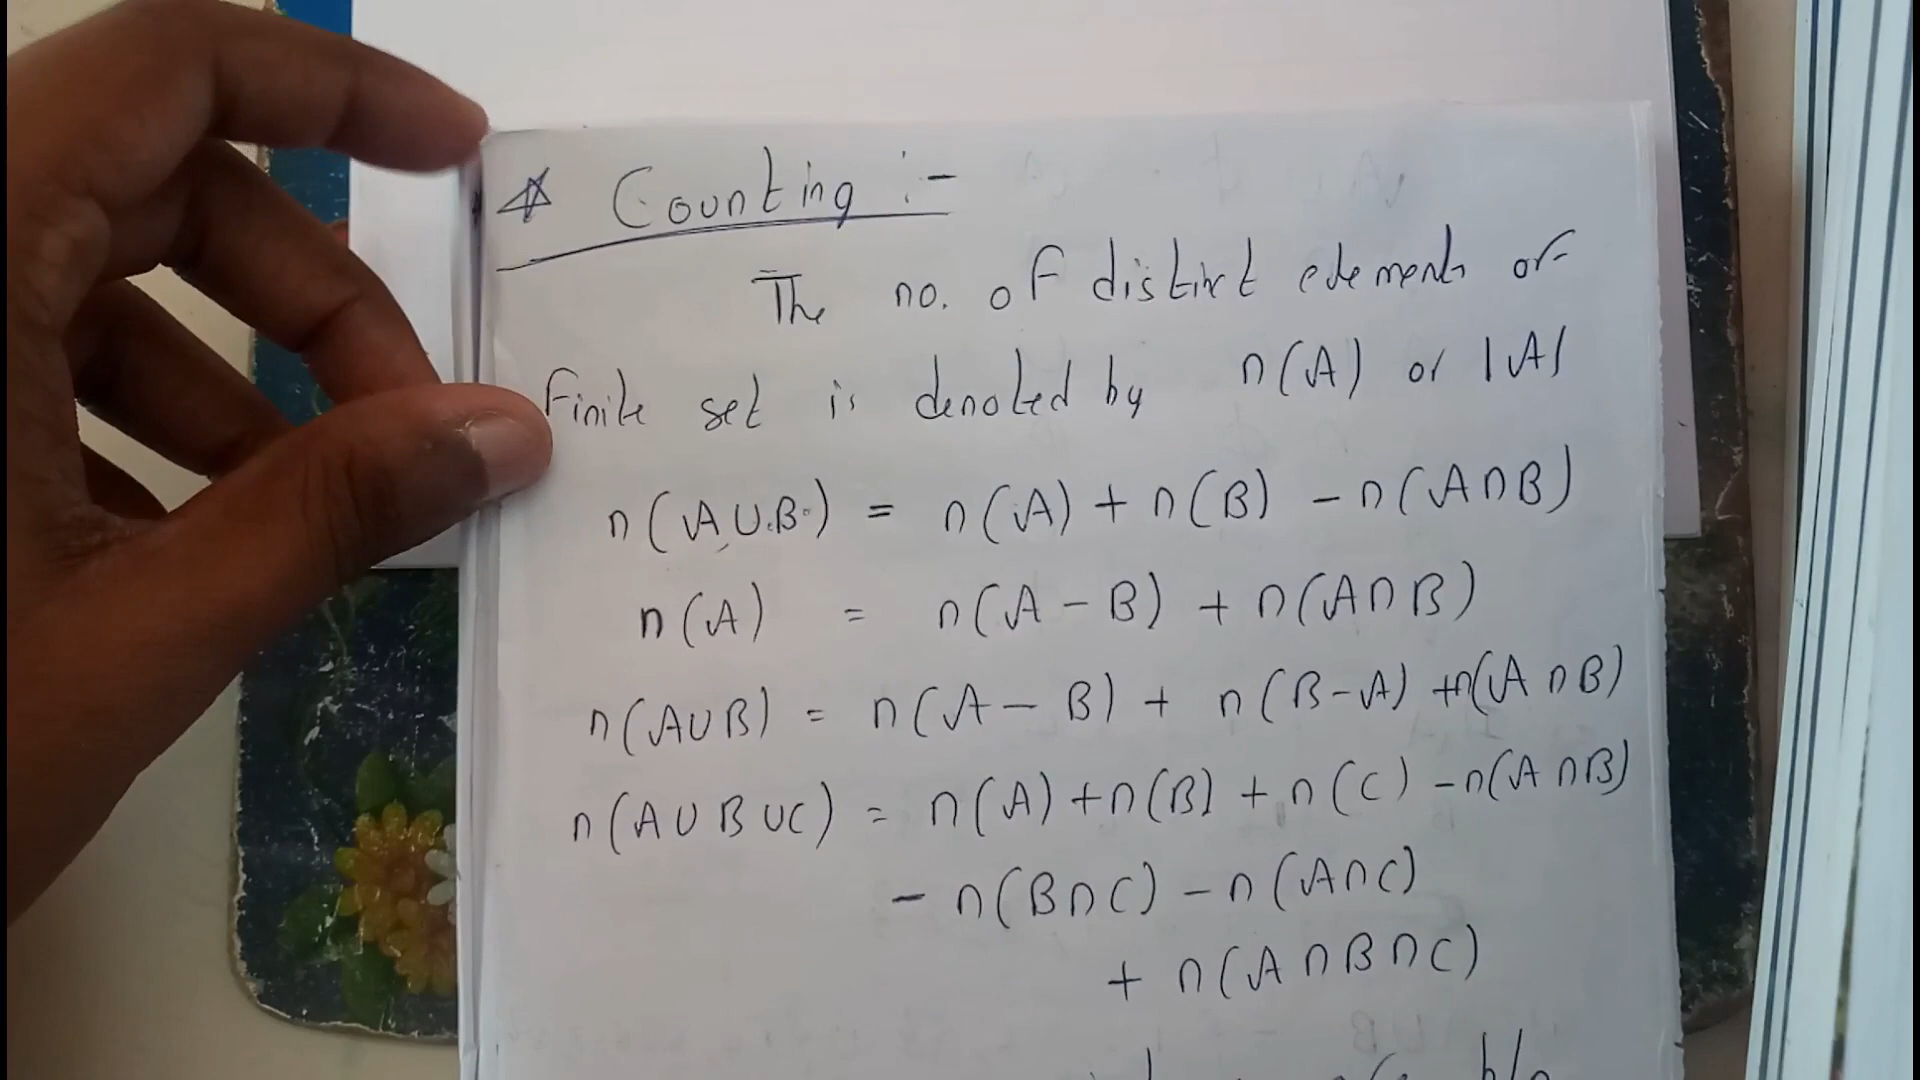 ☆ Counting :-
The no. of distinct elements of
finite set is denoted by n(A) or |A|
n(A∪B) = n(A) + n(B) - n(A∩B)
n(A) = n(A - B) + n(A∩B)
n(A∪B) = n(A - B) + n(B-A) + n(A∩B)
n(A∪B∪C) = n(A) + n(B) + n(C) - n(A∩B)
- n(B∩C) - n(A∩C)
+ n(A∩B∩C)